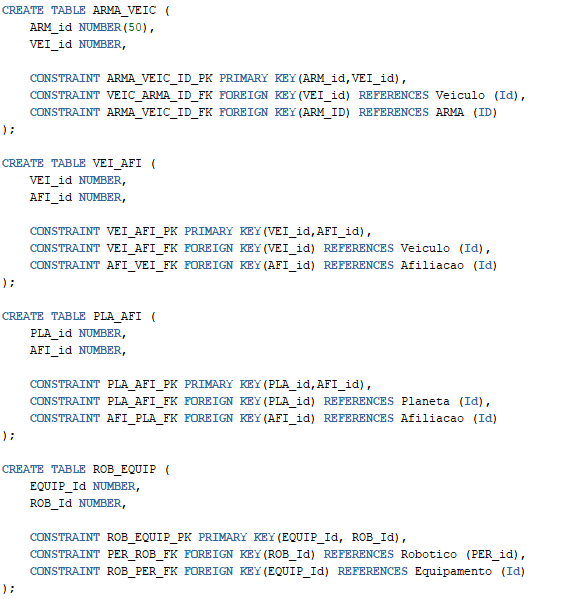 CREATE TABLE ARMA_VEIC (
    ARM_id NUMBER(50),
    VEI_id NUMBER,

    CONSTRAINT ARMA_VEIC_ID_PK PRIMARY KEY(ARM_id,VEI_id),
    CONSTRAINT VEIC_ARMA_ID_FK FOREIGN KEY(VEI_id) REFERENCES Veiculo (Id),
    CONSTRAINT ARMA_VEIC_ID_FK FOREIGN KEY(ARM_ID) REFERENCES ARMA (ID)
);

CREATE TABLE VEI_AFI (
    VEI_id NUMBER,
    AFI_id NUMBER,

    CONSTRAINT VEI_AFI_PK PRIMARY KEY(VEI_id,AFI_id),
    CONSTRAINT VEI_AFI_FK FOREIGN KEY(VEI_id) REFERENCES Veiculo (Id),
    CONSTRAINT AFI_VEI_FK FOREIGN KEY(AFI_id) REFERENCES Afiliacao (Id)
);

CREATE TABLE PLA_AFI (
    PLA_id NUMBER,
    AFI_id NUMBER,

    CONSTRAINT PLA_AFI_PK PRIMARY KEY(PLA_id,AFI_id),
    CONSTRAINT PLA_AFI_FK FOREIGN KEY(PLA_id) REFERENCES Planeta (Id),
    CONSTRAINT AFI_PLA_FK FOREIGN KEY(AFI_id) REFERENCES Afiliacao (Id)
);

CREATE TABLE ROB_EQUIP (
    EQUIP_Id NUMBER,
    ROB_Id NUMBER,

    CONSTRAINT ROB_EQUIP_PK PRIMARY KEY(EQUIP_Id, ROB_Id),
    CONSTRAINT PER_ROB_FK FOREIGN KEY(ROB_Id) REFERENCES Robotico (PER_id),
    CONSTRAINT ROB_PER_FK FOREIGN KEY(EQUIP_Id) REFERENCES Equipamento (Id)
);